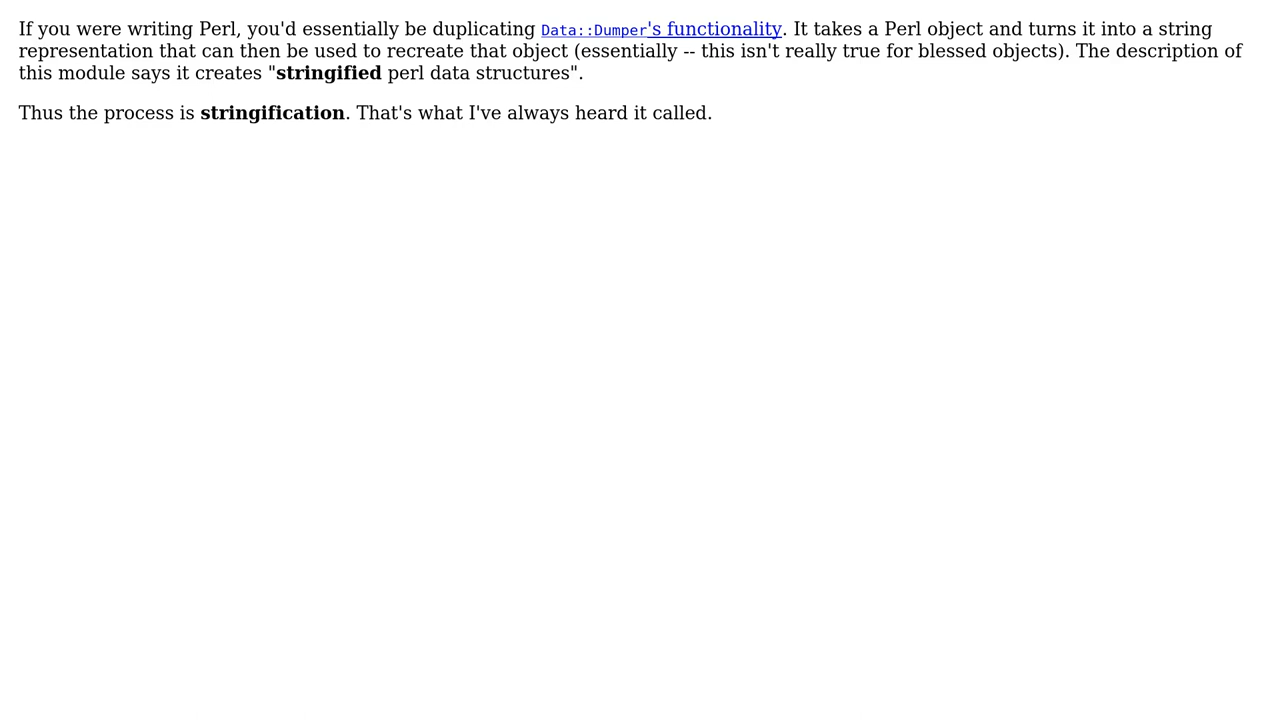 If you were writing Perl, you'd essentially be duplicating Data::Dumper's functionality. It takes a Perl object and turns it into a string
representation that can then be used to recreate that object (essentially -- this isn't really true for blessed objects). The description of
this module says it creates "stringified perl data structures".
Thus the process is stringification. That's what I've always heard it called.